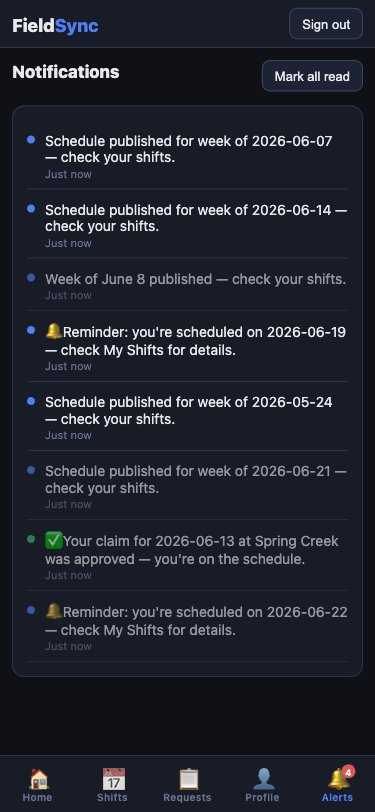 FieldSync
Sign out
Notifications
Mark all read
Schedule published for week of 2026-06-07
— check your shifts.
Just now
Schedule published for week of 2026-06-14 —
check your shifts.
Just now
Week of June 8 published — check your shifts.
Just now
🔔Reminder: you're scheduled on 2026-06-19
— check My Shifts for details.
Just now
Schedule published for week of 2026-05-24
— check your shifts.
Just now
Schedule published for week of 2026-06-21 —
check your shifts.
Just now
✅Your claim for 2026-06-13 at Spring Creek
was approved — you're on the schedule.
Just now
🔔Reminder: you're scheduled on 2026-06-22
— check My Shifts for details.
Just now
17
4
Home Shifts Requests Profile Alerts